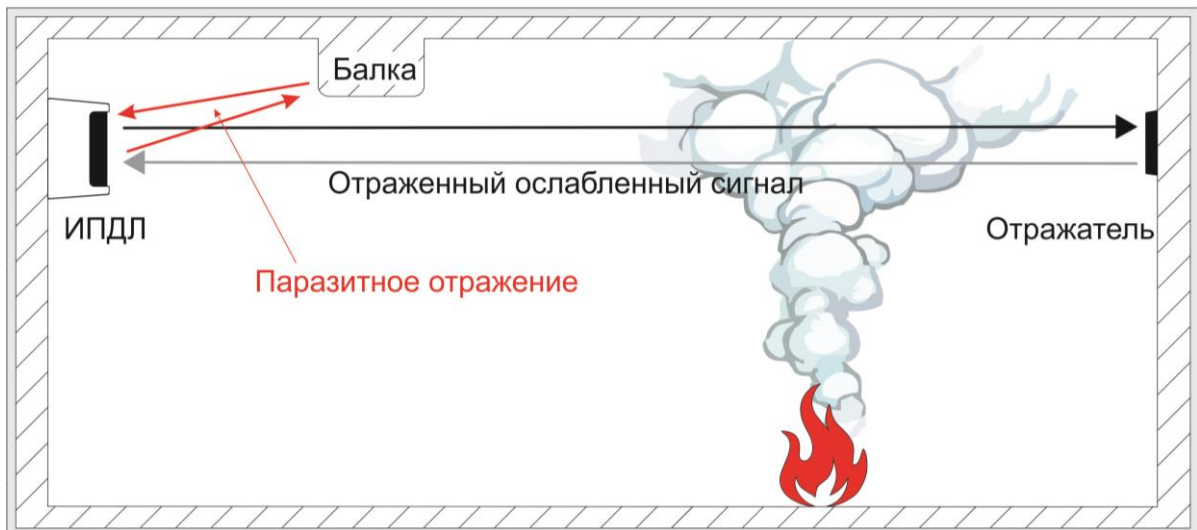 Балка
Отраженный ослабленный сигнал
ИПДЛ
Отражатель
Паразитное отражение